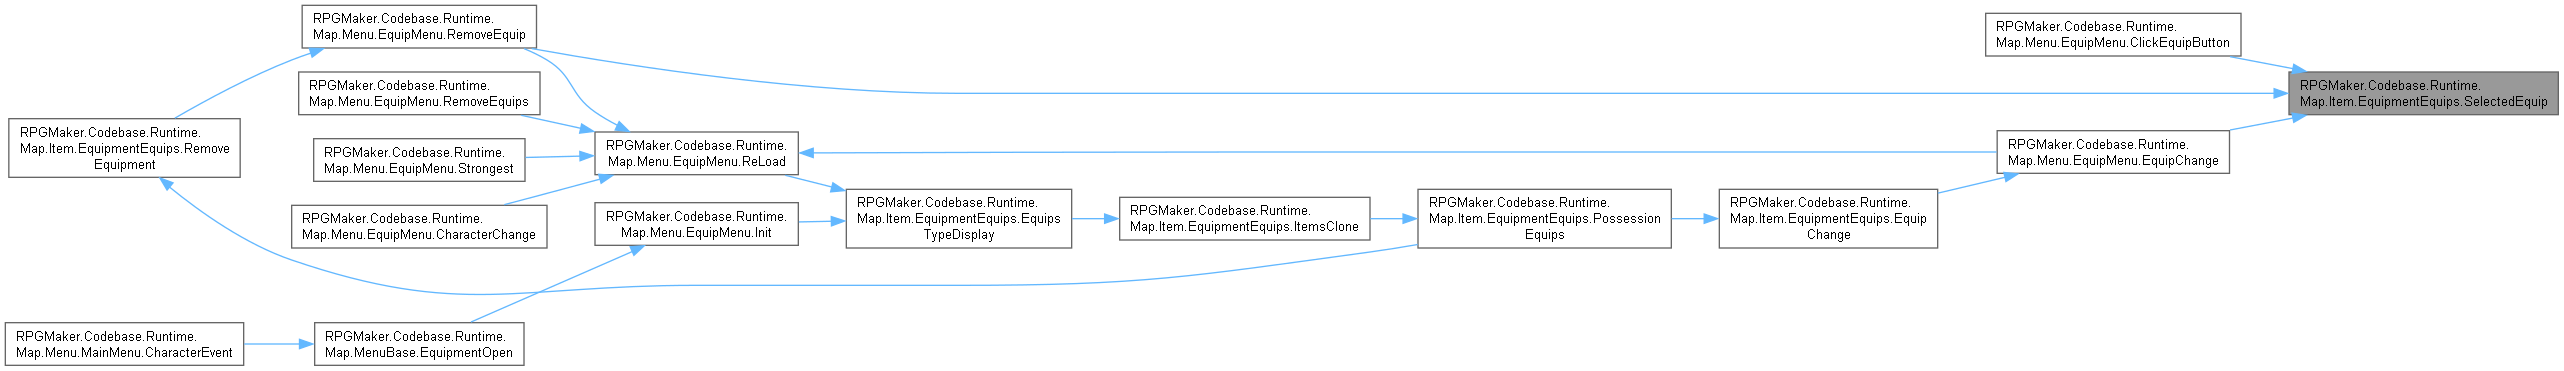 RPGMaker.Codebase.Runtime.
Map.Menu.EquipMenu.RemoveEquip
RPGMaker.Codebase.Runtime.
Map.Menu.EquipMenu.ClickEquipButton
RPGMaker.Codebase.Runtime.
Map.Menu.EquipMenu.RemoveEquips
RPGMaker.Codebase.Runtime.
Map.Item.EquipmentEquips.SelectedEquip
RPGMaker.Codebase.Runtime.
Map.Item.EquipmentEquips.Remove
Equipment
RPGMaker.Codebase.Runtime.
Map.Menu.EquipMenu.Strongest
RPGMaker.Codebase.Runtime.
Map.Menu.EquipMenu.ReLoad
RPGMaker.Codebase.Runtime.
Map.Menu.EquipMenu.EquipChange
RPGMaker.Codebase.Runtime.
Map.Menu.EquipMenu.CharacterChange
RPGMaker.Codebase.Runtime.
Map.Menu.EquipMenu.Init
RPGMaker.Codebase.Runtime.
Map.Item.EquipmentEquips.Equips
TypeDisplay
RPGMaker.Codebase.Runtime.
Map.Item.EquipmentEquips.ItemsClone
RPGMaker.Codebase.Runtime.
Map.Item.EquipmentEquips.Possession
Equips
RPGMaker.Codebase.Runtime.
Map.Item.EquipmentEquips.Equip
Change
RPGMaker.Codebase.Runtime.
Map.Menu.MainMenu.CharacterEvent
RPGMaker.Codebase.Runtime.
Map.MenuBase.EquipmentOpen